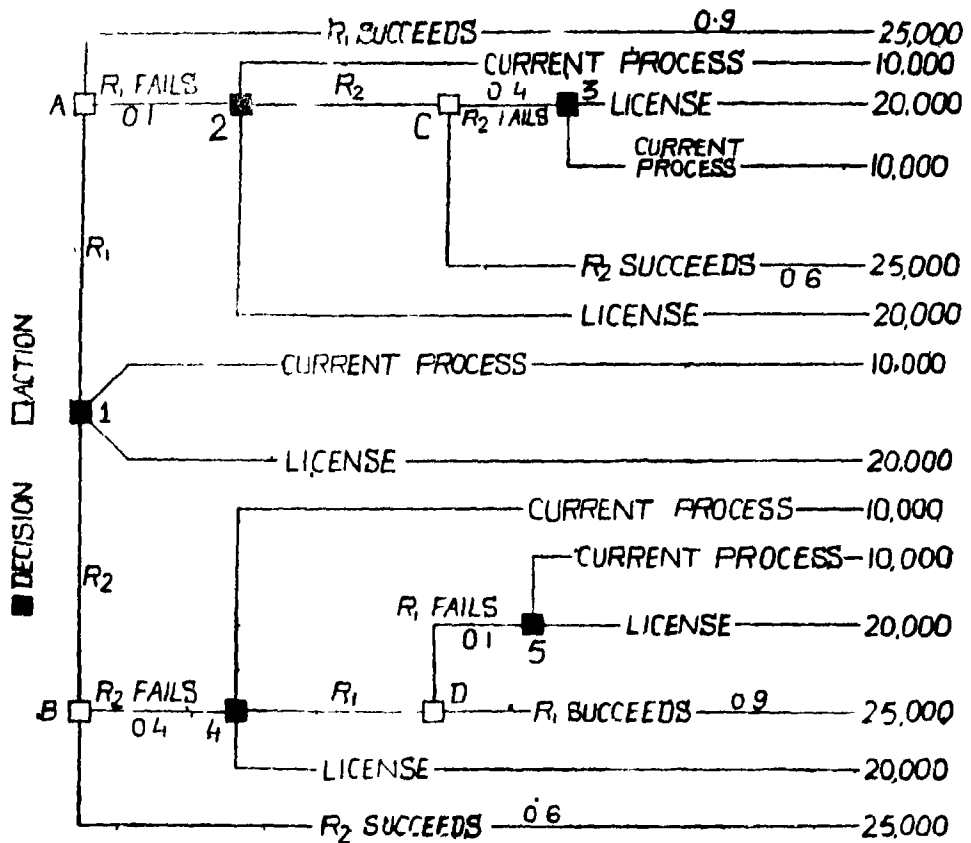 R₁ SUCCEEDS 0.9 25,000
CURRENT PROCESS 10,000
A R₁ FAILS 0 1 2 R₂ C 0 4 R₂ FAILS 3 LICENSE 20,000
CURRENT PROCESS 10,000
R₁
R₂ SUCCEEDS 0 6 25,000
LICENSE 20,000
CURRENT PROCESS 10,000
□ ACTION
1
LICENSE 20,000
■ DECISION
CURRENT PROCESS 10,000
R₂
CURRENT PROCESS 10,000
R₁ FAILS 0 1 5 LICENSE 20,000
B R₂ FAILS 0 4 4 R₁ D R₁ SUCCEEDS 0 9 25,000
LICENSE 20,000
R₂ SUCCEEDS 0.6 25,000